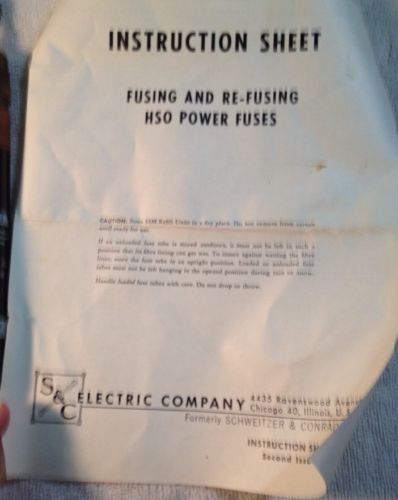 INSTRUCTION SHEET
FUSING AND RE-FUSING
HSO POWER FUSES
CAUTION: Store Refill Units in a dry place. Do not remove from carton
until ready for use.
If an unloaded fuse tube is stored outdoors, it must not be left in such a
position that its fibre lining can get wet. To insure against wetting the fibre
liner, store the fuse tube in an upright position. Loaded or unloaded fuse
tubes must not be left hanging in the opened position during rain or snow.
Handle loaded fuse tubes with care. Do not drop or throw.
S&C ELECTRIC COMPANY 4435 Ravenswood Avenu
Chicago 40, Illinois, U.S
Formerly SCHWEITZER & CONRAD
INSTRUCTION SH
Second Issu